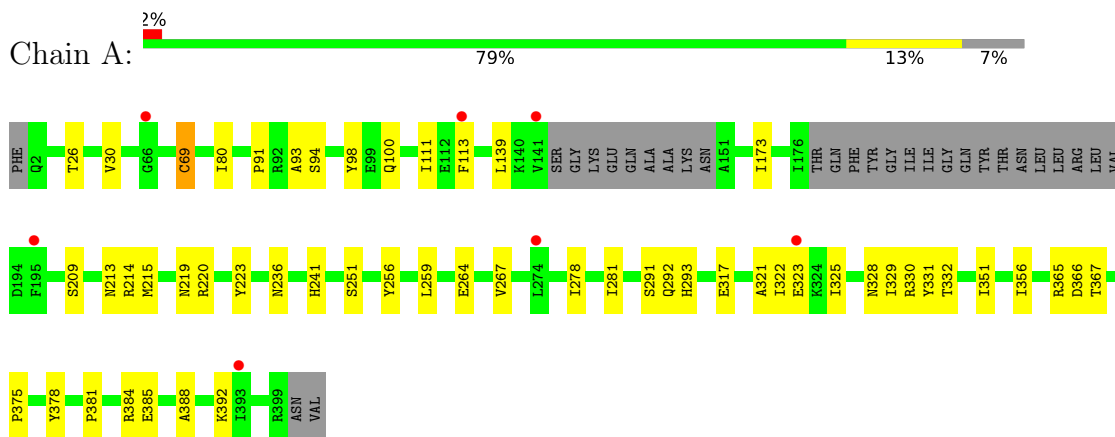 2%
Chain A:
79% 13% 7%
PHE Q2 T26 V30 G66 C69 I80 P91 R92 A93 S94 Y98 E99 Q100 I111 E112 F113 L139 K140 V141 SER GLY LYS GLU GLN ALA ALA LYS ASN A151 I173 I176 THR GLN PHE TYR GLY ILE ILE GLY GLN TYR THR ASN LEU LEU ARG LEU VAL
D194 F195 S209 N213 R214 M215 N219 R220 Y223 N236 H241 S251 Y256 L259 E264 V267 L274 I278 I281 S291 Q292 H293 E317 A321 I322 E323 K324 I325 N328 I329 R330 Y331 T332 I351 I356 R365 D366 T367
P375 Y378 P381 R384 E385 A388 K392 I393 R399 ASN VAL